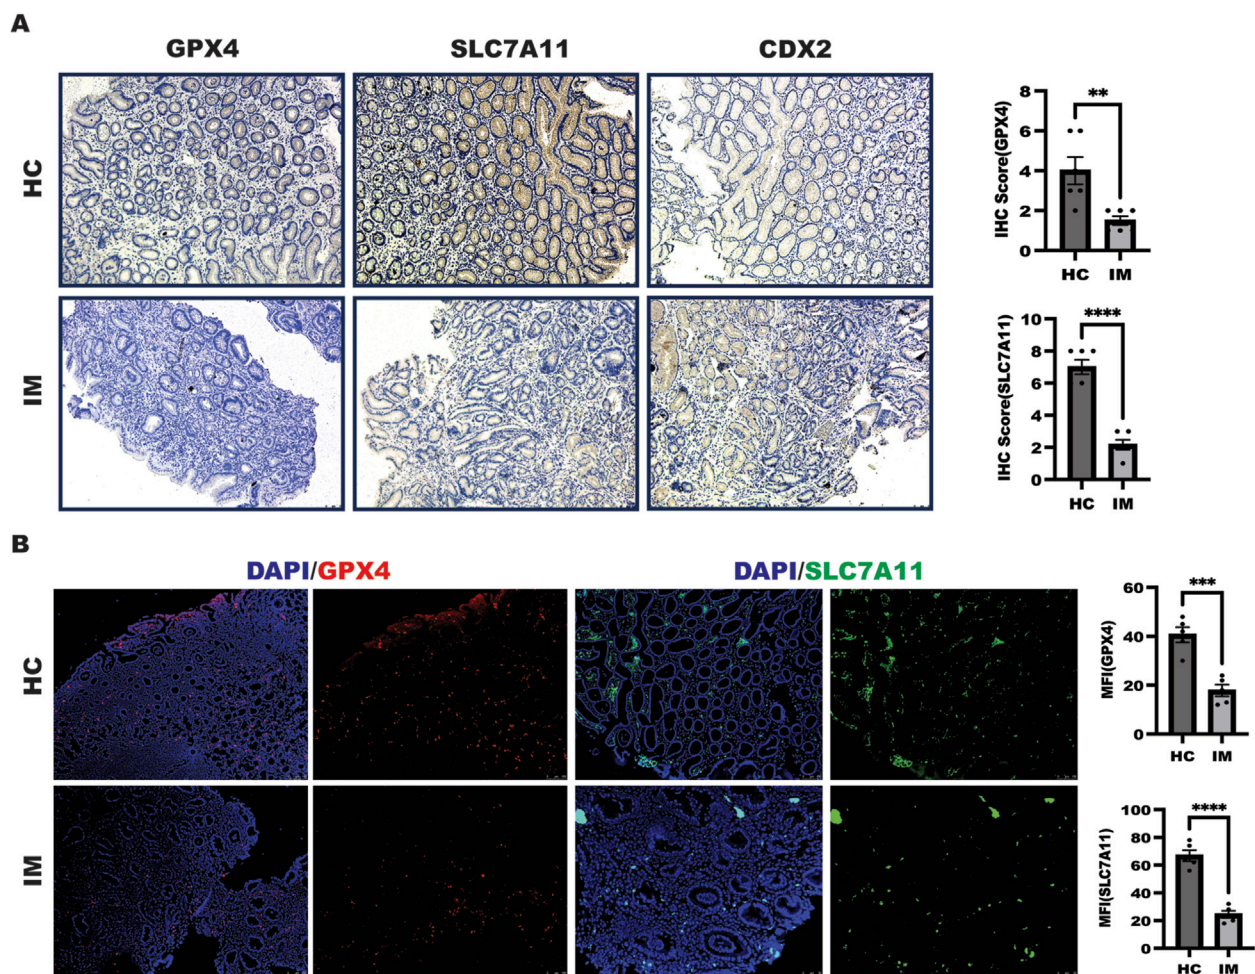 A
GPX4
SLC7A11
CDX2
HC
IM
IHC Score(GPX4)
8
6
4
2
0
**
HC
IM
IHC Score(SLC7A11)
10
8
6
4
2
0
****
HC
IM
B
DAPI/GPX4
DAPI/SLC7A11
HC
IM
MFI(GPX4)
60
40
20
0
***
HC
IM
MFI(SLC7A11)
100
80
60
40
20
0
****
HC
IM